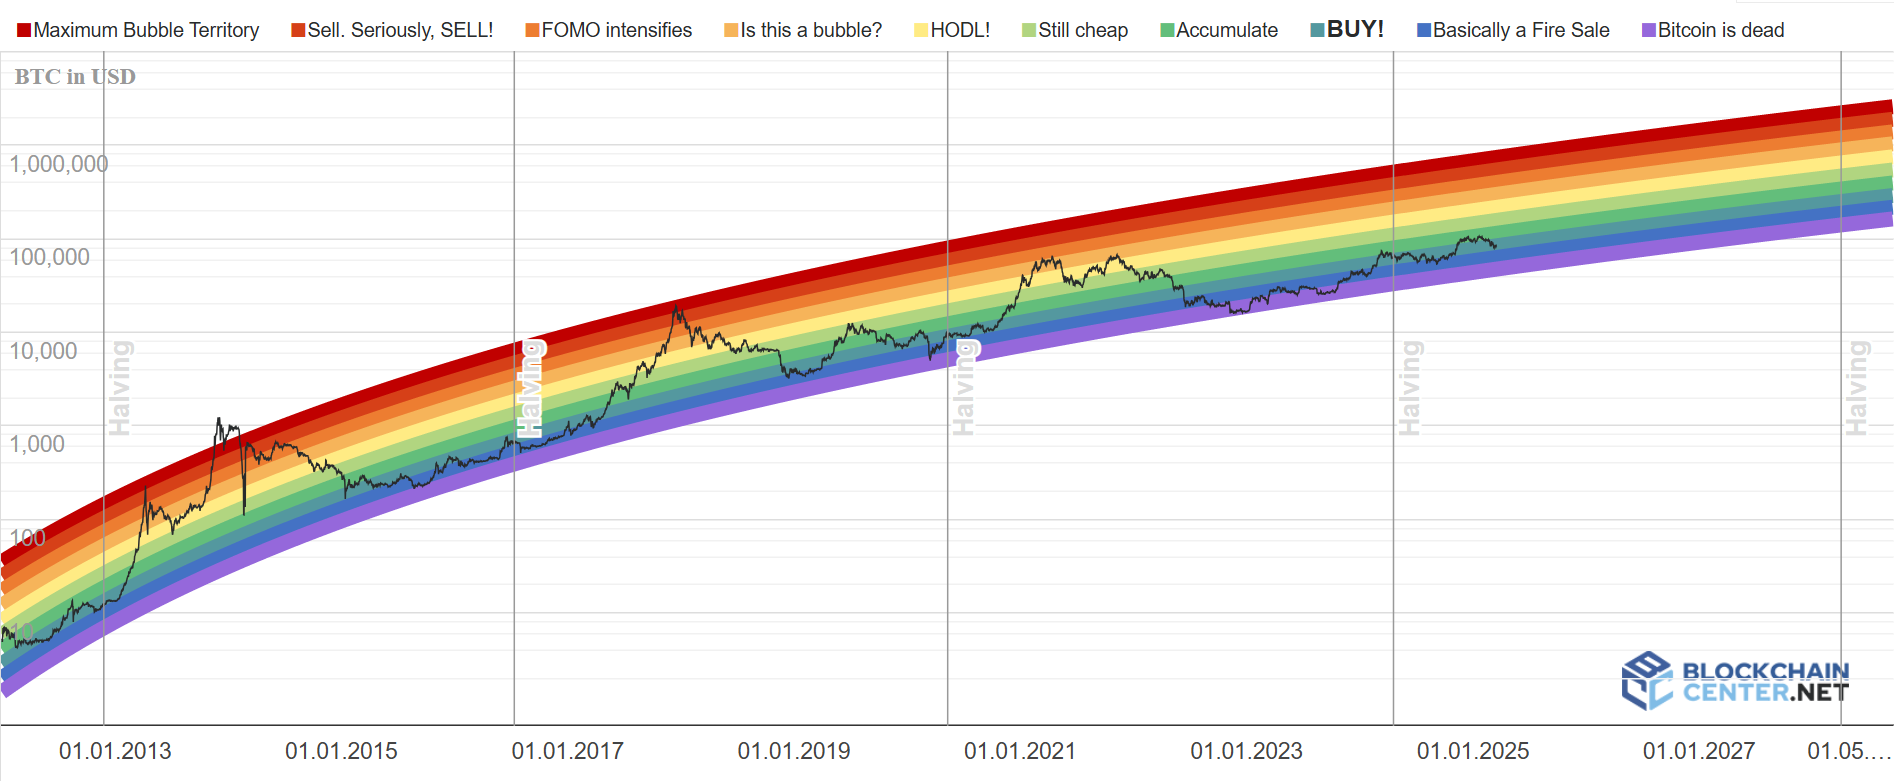 Maximum Bubble Territory Sell. Seriously, SELL! FOMO intensifies Is this a bubble? HODL! Still cheap Accumulate BUY! Basically a Fire Sale Bitcoin is dead
BTC in USD
1,000,000
100,000
10,000
1,000
100
10
Halving
Halving
Halving
Halving
Halving
BLOCKCHAIN
CENTER.NET
01.01.2013 01.01.2015 01.01.2017 01.01.2019 01.01.2021 01.01.2023 01.01.2025 01.01.2027 01.05.…